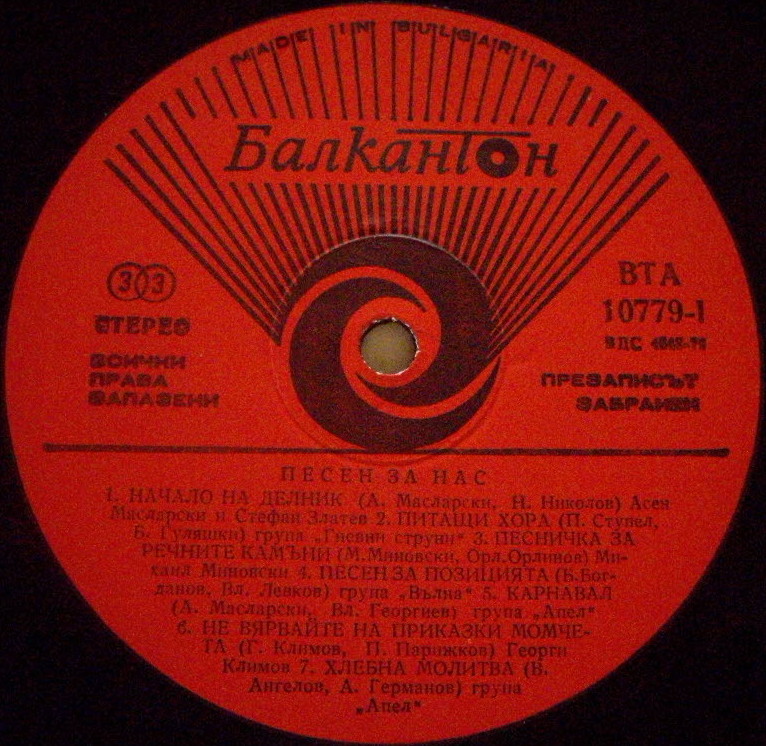 MADE IN BULGARIA
Балкантон
33
СТЕРЕО
ВСИЧКИ
ПРАВА
ЗАПАЗЕНИ
ВТА
10779-1
ВПС
ПРЕЗАПИСЪТ
ЗАБРАНЕН
ПЕСЕН ЗА НАС
1. НАЧАЛО НА ДЕЛНИК (А. Масларски, Н. Николов) Асен
Масларски и Стефан Златев 2. ПИТАЩИ ХОРА (П. Ступел,
Б. Гуляшки) група „Гневни струни“ 3. ПЕСНИЧКА ЗА
РЕЧНИТЕ КАМЪНИ (М.Миновски, Орл.Орлинов) Ми-
хаил Миновски 4. ПЕСЕН ЗА ПОЗИЦИЯТА (Б.Бог-
данов, Вл. Левков) група „Вълна“ 5. КАРНАВАЛ
(А. Масларски, Вл. Георгиев) група „Апел“
6. НЕ ВЯРВАЙТЕ НА ПРИКАЗКИ МОМЧЕ-
ТА (Г. Климов, П. Парижков) Георги
Климов 7. ХЛЕБНА МОЛИТВА (В.
Ангелов, А. Германов) група
„Апел“